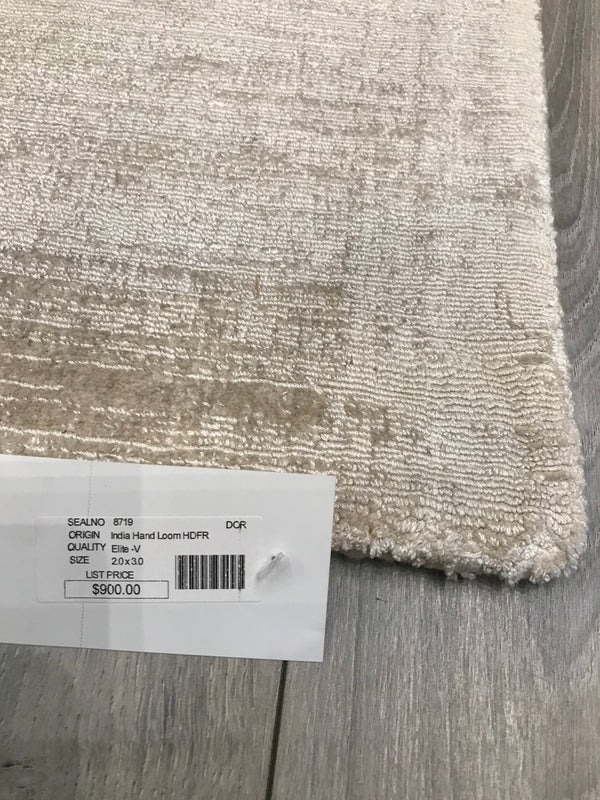 SEALNO 8719 DCR
ORIGIN India Hand Loom HDFR
QUALITY Elite -V
SIZE 2.0 x 3.0
LIST PRICE
$900.00